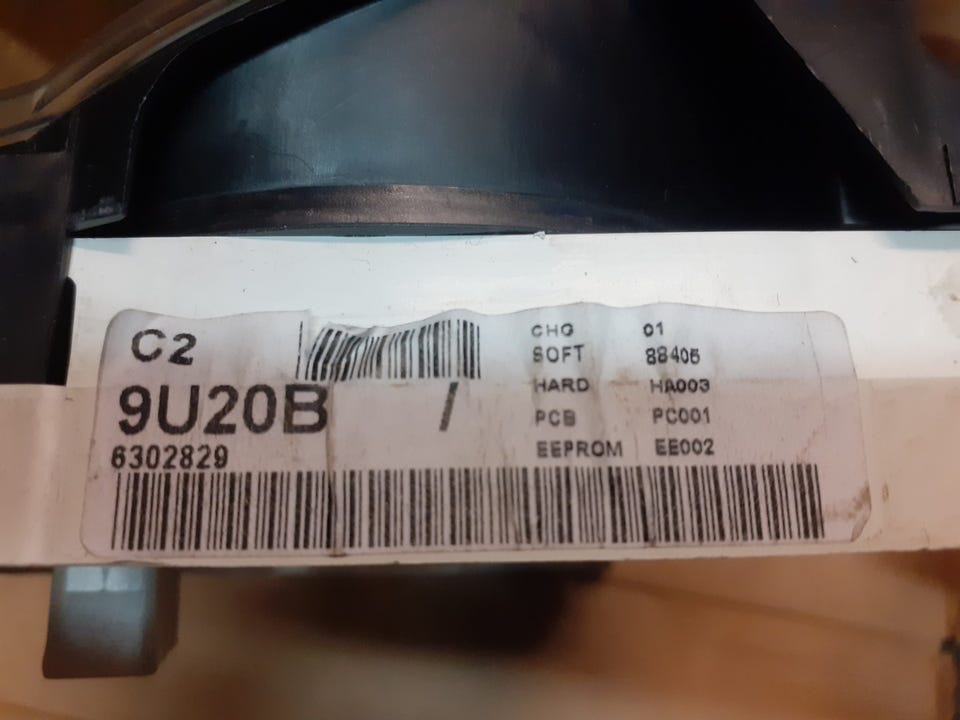 C2
CHG 01
SOFT 88405
HARD HA003
9U20B /
PCB PC001
EEPROM EE002
6302829